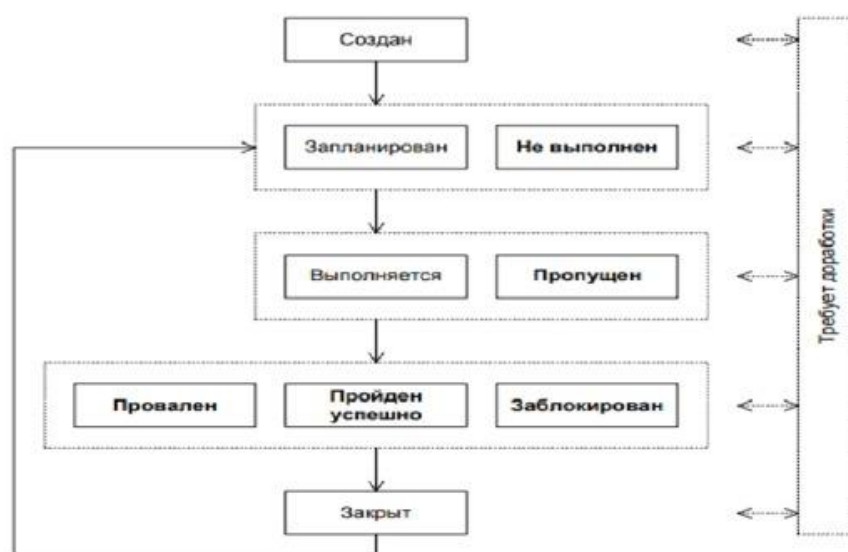 Создан
Запланирован
Не выполнен
Выполняется
Пропущен
Провален
Пройден
успешно
Заблокирован
Закрыт
Требует доработки